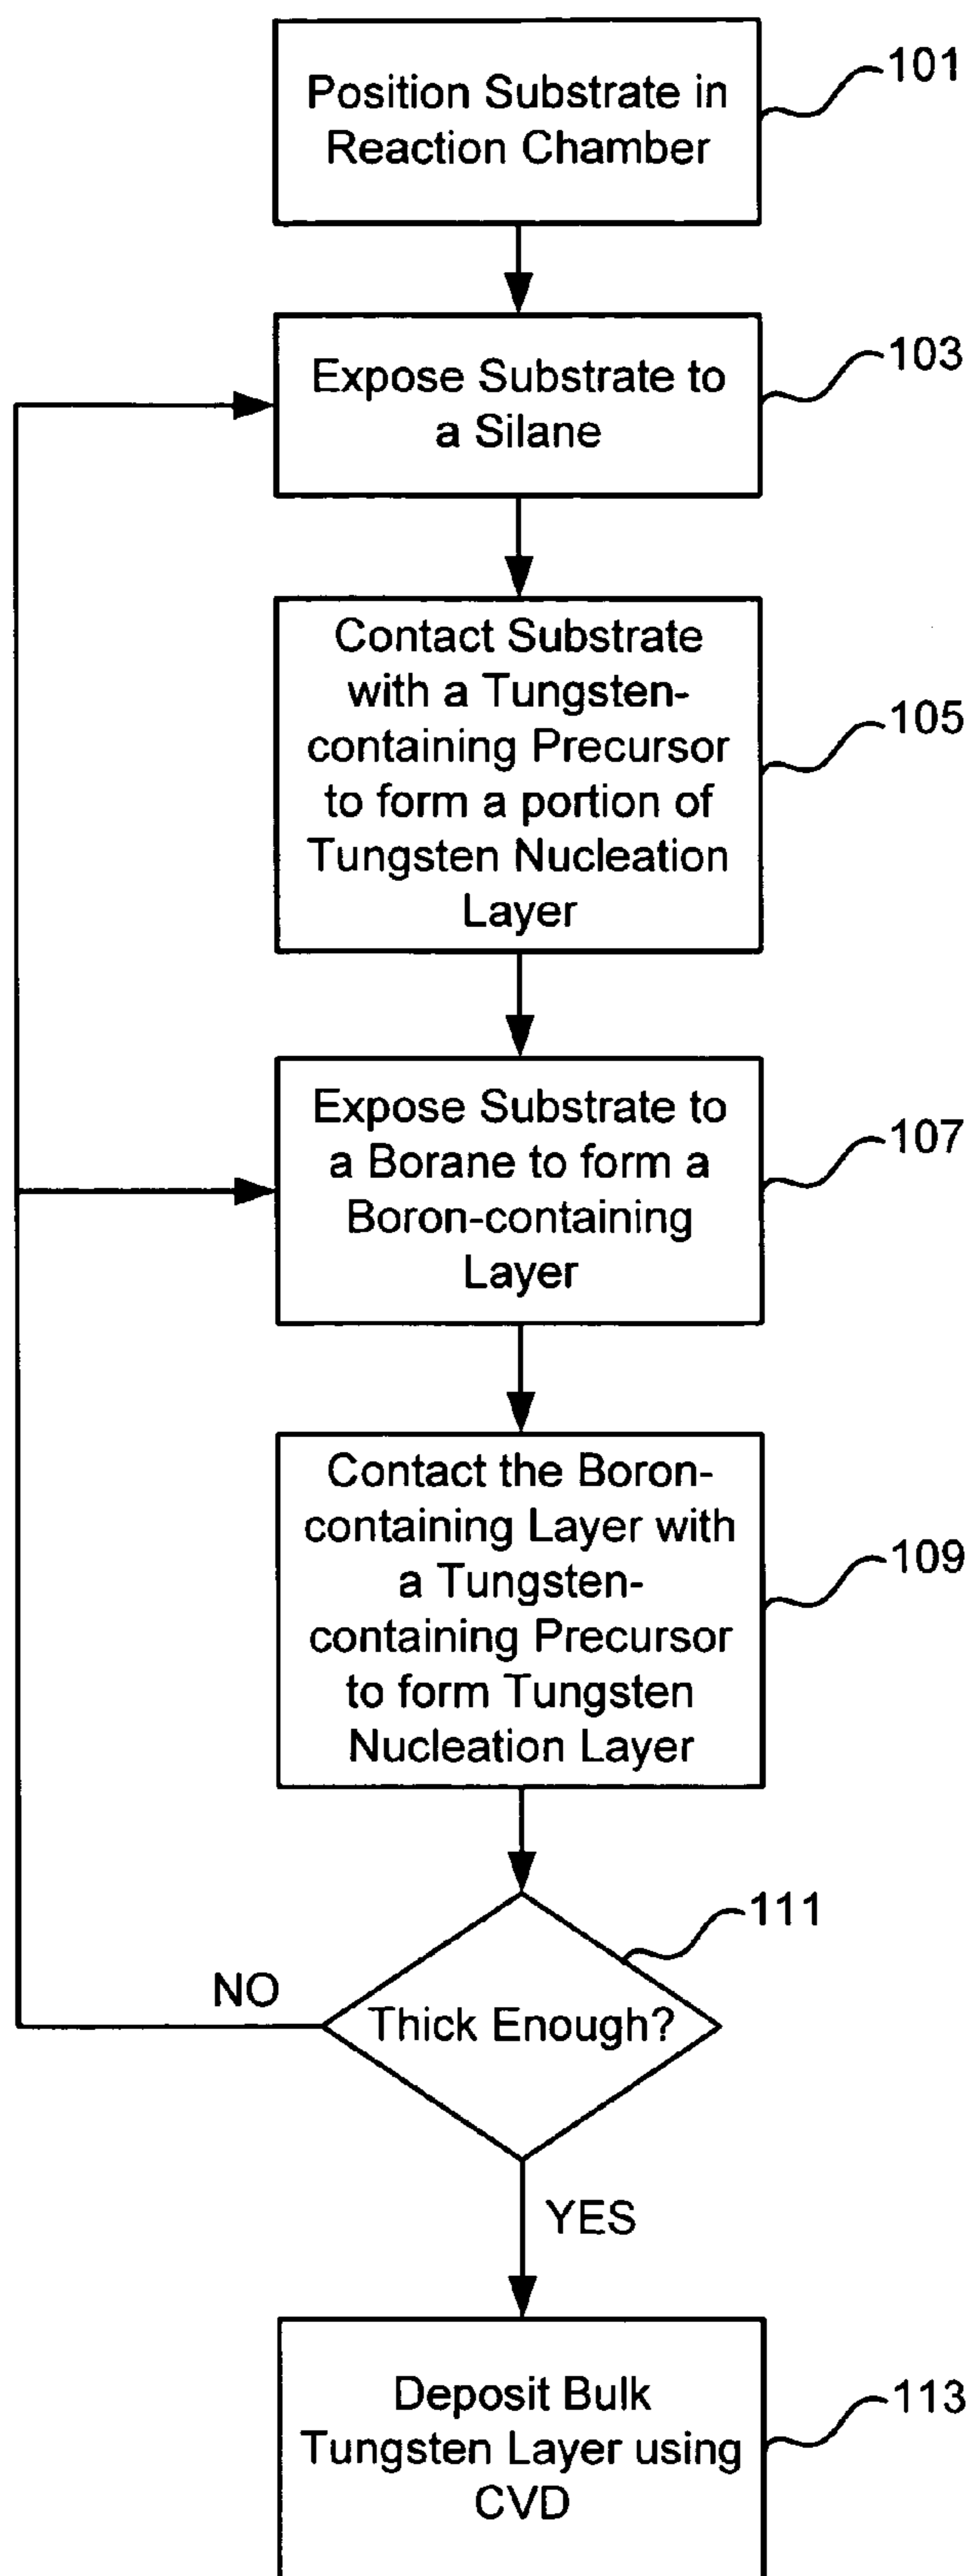 Position Substrate in
Reaction Chamber
101
Expose Substrate to
a Silane
103
Contact Substrate
with a Tungsten-
containing Precursor
to form a portion of
Tungsten Nucleation
Layer
105
Expose Substrate to
a Borane to form a
Boron-containing
Layer
107
Contact the Boron-
containing Layer with
a Tungsten-
containing Precursor
to form Tungsten
Nucleation Layer
109
111
NO
Thick Enough?
YES
Deposit Bulk
Tungsten Layer using
CVD
113